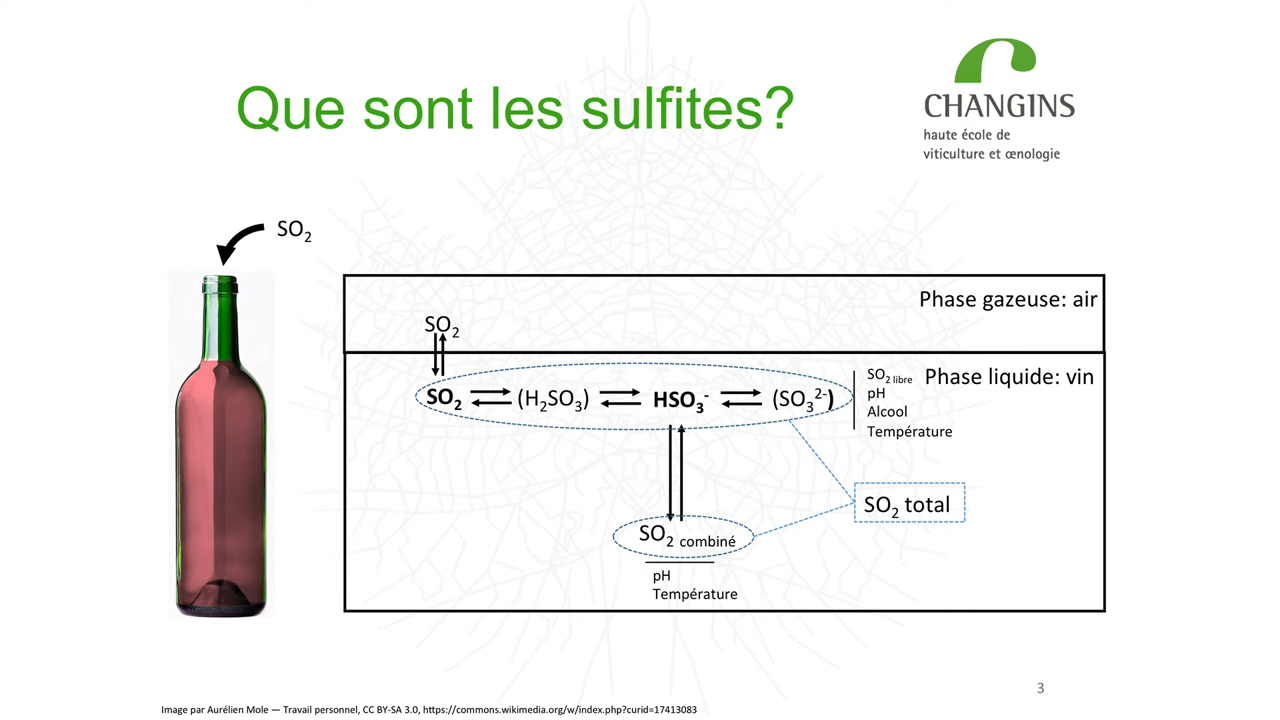 Que sont les sulfites?
CHANGINS
haute école de
viticulture et œnologie
SO2
Phase gazeuse: air
SO2
SO2 libre
Phase liquide: vin
pH
Alcool
Température
SO2 (H2SO3) HSO3- (SO32-)
SO2 total
SO2 combiné
pH
Température
3
Image par Aurélien Mole — Travail personnel, CC BY-SA 3.0, https://commons.wikimedia.org/w/index.php?curid=17413083